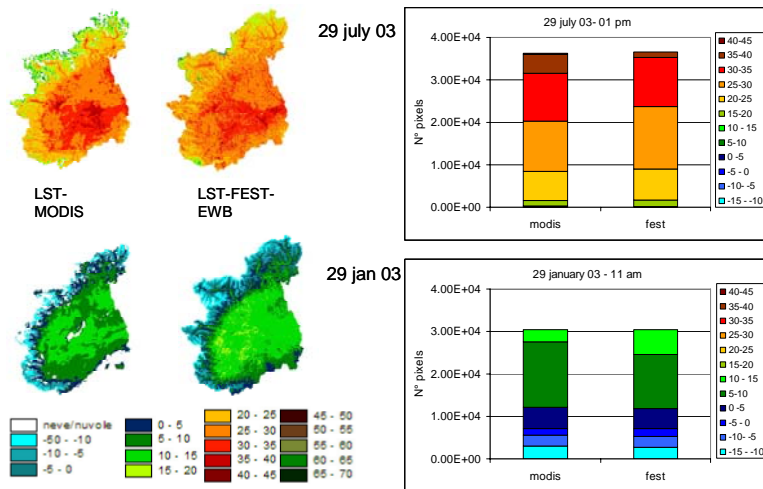 29 july 03
LST-
MODIS
LST-FEST-
EWB
29 july 03- 01 pm
N° pixels
4.00E+04
3.00E+04
2.00E+04
1.00E+04
0.00E+00
modis
fest
40-45
35-40
30-35
25-30
20-25
15-20
10 - 15
5-10
0 -5
-5 - 0
-10- -5
-15 - -10
29 jan 03
29 january 03 - 11 am
N° pixels
4.00E+04
3.00E+04
2.00E+04
1.00E+04
0.00E+00
modis
fest
40-45
35-40
30-35
25-30
20-25
15-20
10 - 15
5-10
0 -5
-5 - 0
-10- -5
-15 - -10
neve/nuvole
-50 - -10
-10 - -5
-5 - 0
0 - 5
5 - 10
10 - 15
15 - 20
20 - 25
25 - 30
30 - 35
35 - 40
40 - 45
45 - 50
50 - 55
55 - 60
60 - 65
65 - 70